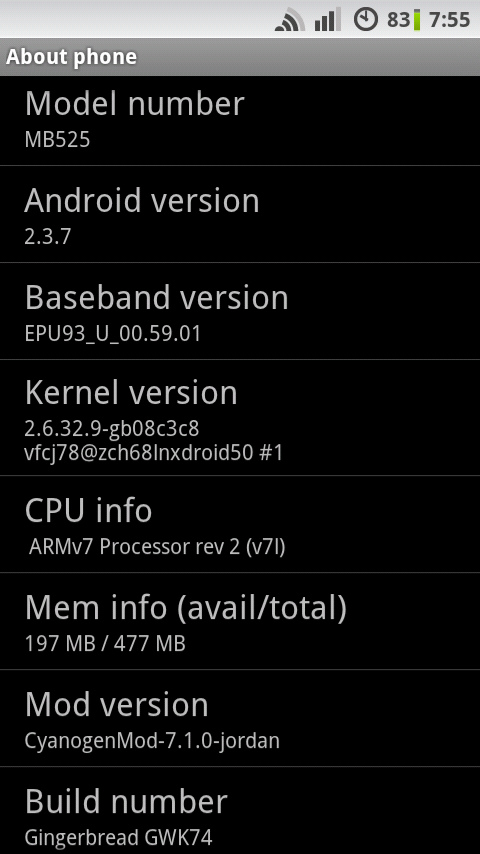 83 7:55
About phone
Model number
MB525
Android version
2.3.7
Baseband version
EPU93_U_00.59.01
Kernel version
2.6.32.9-gb08c3c8
vfcj78@zch68lnxdroid50 #1
CPU info
ARMv7 Processor rev 2 (v7l)
Mem info (avail/total)
197 MB / 477 MB
Mod version
CyanogenMod-7.1.0-jordan
Build number
Gingerbread GWK74